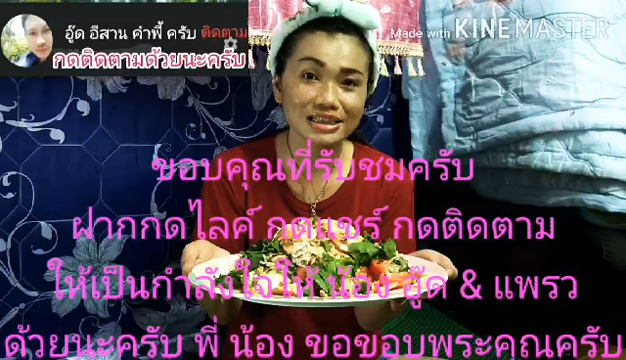 อู๊ด อีสาน คำพี้ ครับ ติดตาม
กดติดตามด้วยนะครับ
Made with KINEMASTER
ขอบคุณที่รับชมครับ
ฝากกดไลค์ กดแชร์ กดติดตาม
ให้เป็นกำลังใจให้ น้อง อู๊ด & แพรว
ด้วยนะครับ พี่ น้อง ขอขอบพระคุณครับ